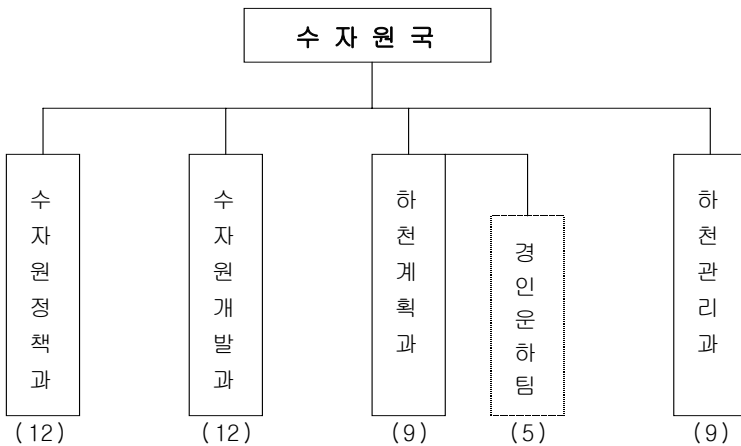 수 자 원 국
수자원정책과
수자원개발과
하천계획과
경인운하팀
하천관리과
(12)
(12)
(9)
(5)
(9)